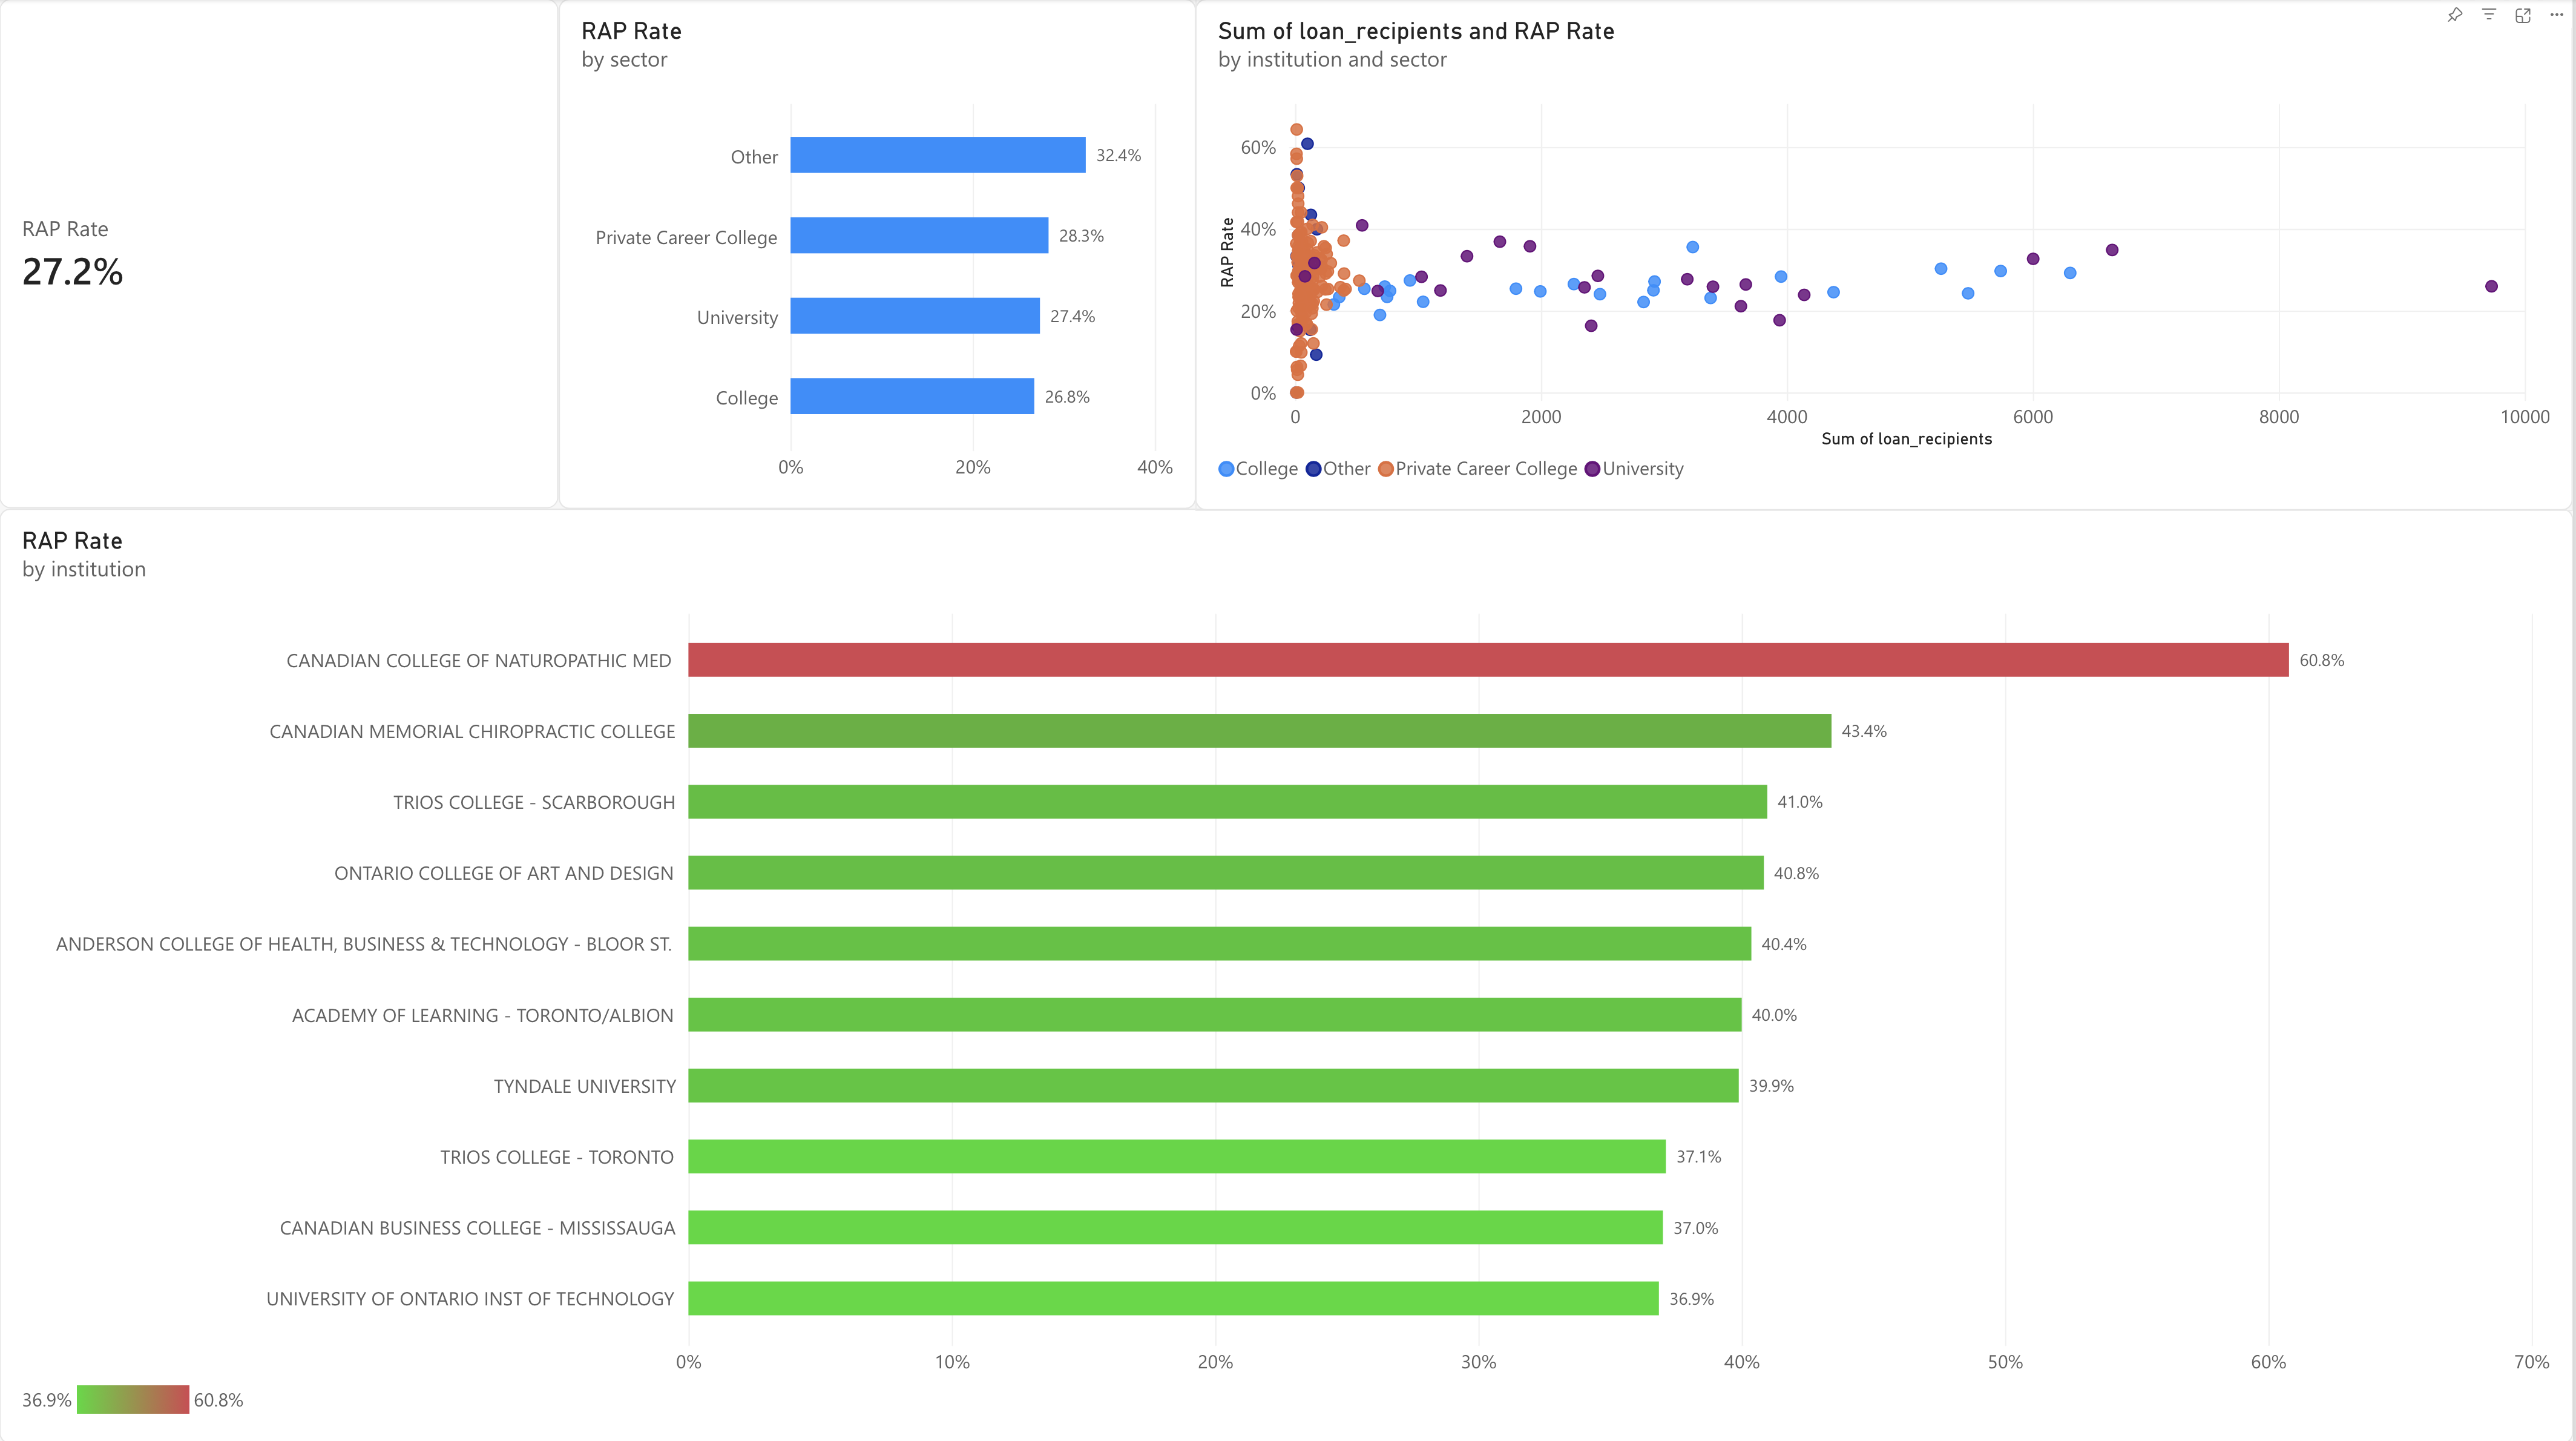 RAP Rate
27.2%
RAP Rate
by sector
Other
32.4%
Private Career College
28.3%
University
27.4%
College
26.8%
0%
20%
40%
Sum of loan_recipients and RAP Rate
by institution and sector
RAP Rate
60%
40%
20%
0%
0
2000
4000
6000
8000
10000
Sum of loan_recipients
College
Other
Private Career College
University
RAP Rate
by institution
CANADIAN COLLEGE OF NATUROPATHIC MED
60.8%
CANADIAN MEMORIAL CHIROPRACTIC COLLEGE
43.4%
TRIOS COLLEGE - SCARBOROUGH
41.0%
ONTARIO COLLEGE OF ART AND DESIGN
40.8%
ANDERSON COLLEGE OF HEALTH, BUSINESS & TECHNOLOGY - BLOOR ST.
40.4%
ACADEMY OF LEARNING - TORONTO/ALBION
40.0%
TYNDALE UNIVERSITY
39.9%
TRIOS COLLEGE - TORONTO
37.1%
CANADIAN BUSINESS COLLEGE - MISSISSAUGA
37.0%
UNIVERSITY OF ONTARIO INST OF TECHNOLOGY
36.9%
0%
10%
20%
30%
40%
50%
60%
70%
36.9%
60.8%